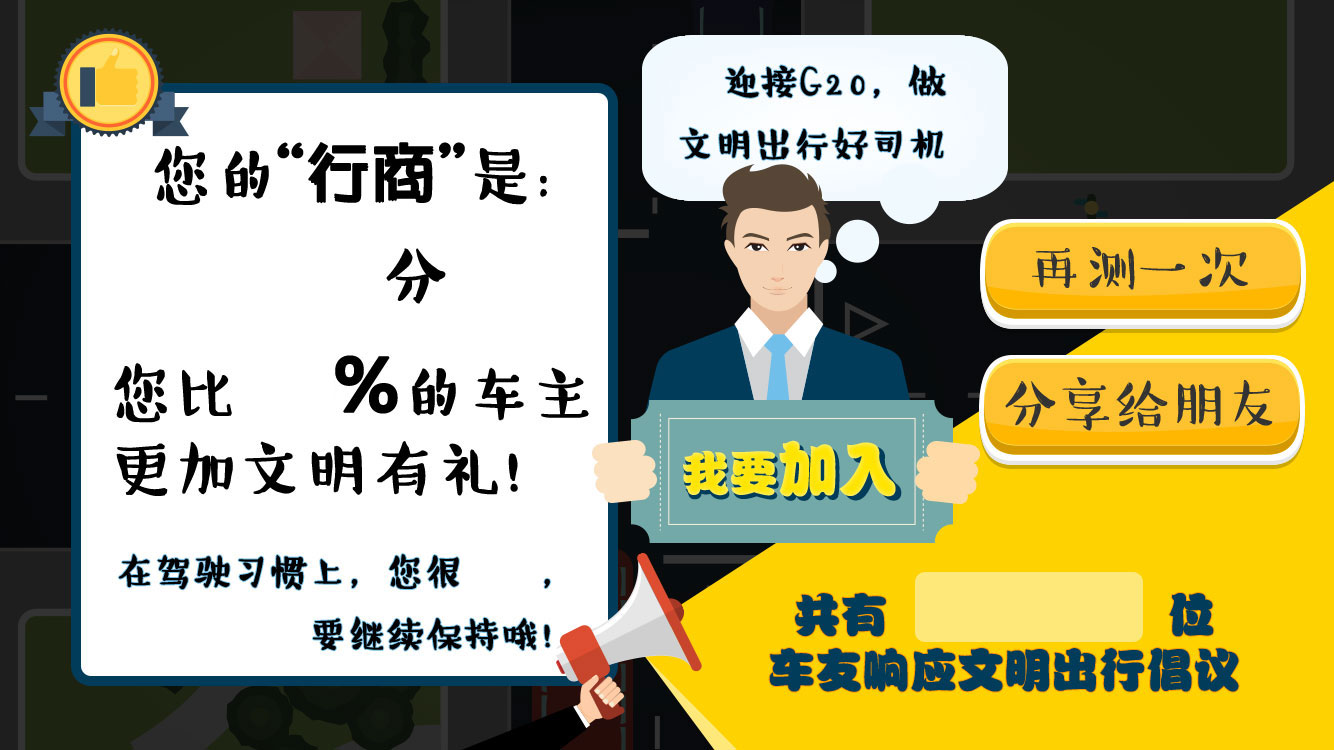 您的“行商”是:
分
您比 %的车主
更加文明有礼!
在驾驶习惯上,您很 ,
要继续保持哦!
迎接G20,做
文明出行好司机
我要加入
再测一次
分享给朋友
共有 位
车友响应文明出行倡议